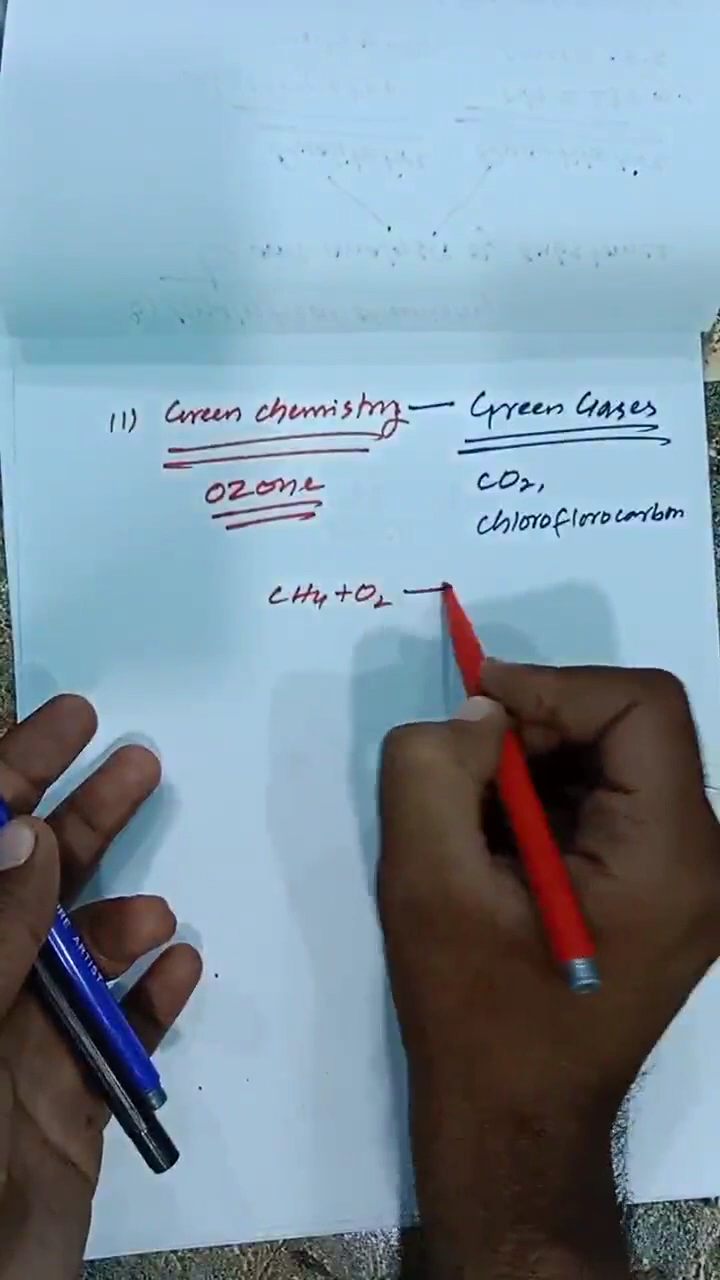 11) Green chemistry — Green Gases
ozone
CO₂,
chloroflorocarbon
CH₄ + O₂ →